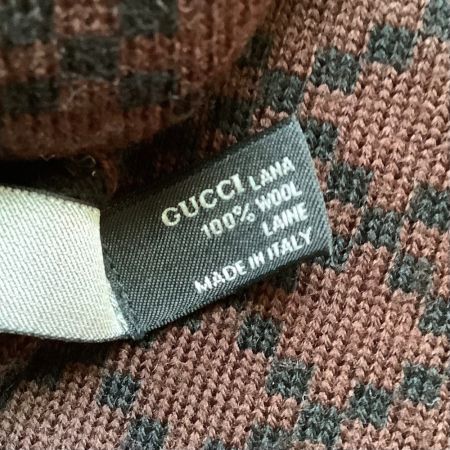 GUCCI LANA
100% WOOL
LAINE
MADE IN ITALY